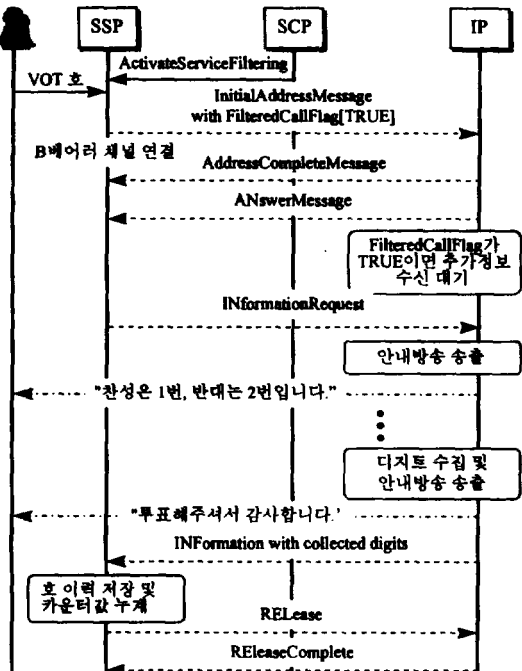 SSP
SCP
IP
ActivateServiceFiltering
VOT 호
InitialAddressMessage
with FilteredCallFlag[TRUE]
B베어러 채널 연결
AddressCompleteMessage
ANswerMessage
FilteredCallFlag가
TRUE이면 추가정보
수신 대기
INformationRequest
안내방송 송출
"찬성은 1번, 반대는 2번입니다."
디지트 수집 및
안내방송 송출
"투표해주셔서 감사합니다.'
INFormation with collected digits
호 이력 저장 및
카운터값 누계
RELease
REleaseComplete